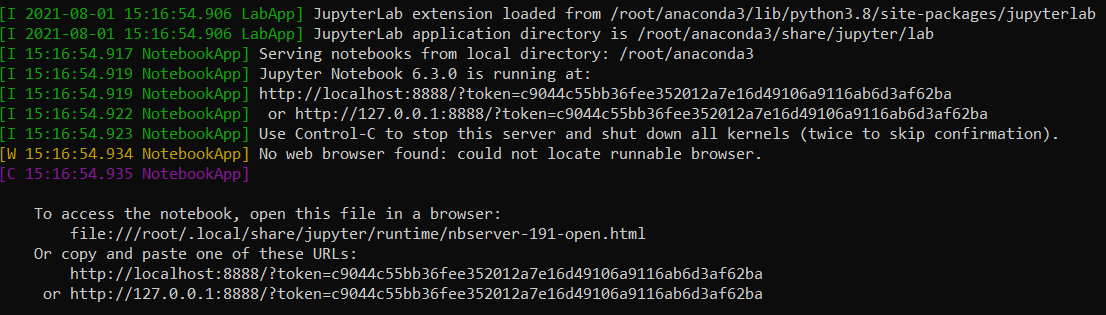 [I 2021-08-01 15:16:54.906 LabApp] JupyterLab extension loaded from /root/anaconda3/lib/python3.8/site-packages/jupyterlab
[I 2021-08-01 15:16:54.906 LabApp] JupyterLab application directory is /root/anaconda3/share/jupyter/lab
[I 15:16:54.917 NotebookApp] Serving notebooks from local directory: /root/anaconda3
[I 15:16:54.919 NotebookApp] Jupyter Notebook 6.3.0 is running at:
[I 15:16:54.919 NotebookApp] http://localhost:8888/?token=c9044c55bb36fee352012a7e16d49106a9116ab6d3af62ba
[I 15:16:54.922 NotebookApp]  or http://127.0.0.1:8888/?token=c9044c55bb36fee352012a7e16d49106a9116ab6d3af62ba
[I 15:16:54.923 NotebookApp] Use Control-C to stop this server and shut down all kernels (twice to skip confirmation).
[W 15:16:54.934 NotebookApp] No web browser found: could not locate runnable browser.
[C 15:16:54.935 NotebookApp]
To access the notebook, open this file in a browser:
file:///root/.local/share/jupyter/runtime/nbserver-191-open.html
Or copy and paste one of these URLs:
http://localhost:8888/?token=c9044c55bb36fee352012a7e16d49106a9116ab6d3af62ba
or http://127.0.0.1:8888/?token=c9044c55bb36fee352012a7e16d49106a9116ab6d3af62ba